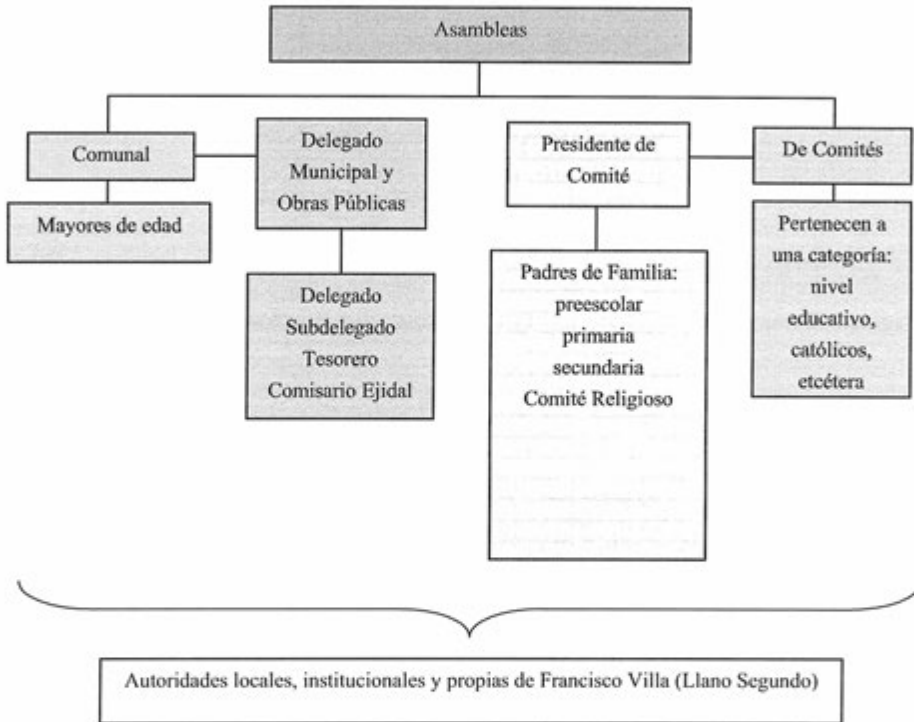 Asambleas
Comunal
Mayores de edad
Delegado
Municipal y
Obras Públicas
Delegado
Subdelegado
Tesorero
Comisario Ejidal
Presidente de
Comité
Padres de Familia:
preescolar
primaria
secundaria
Comité Religioso
De Comités
Pertenecen a
una categoría:
nivel
educativo,
católicos,
etcétera
Autoridades locales, institucionales y propias de Francisco Villa (Llano Segundo)